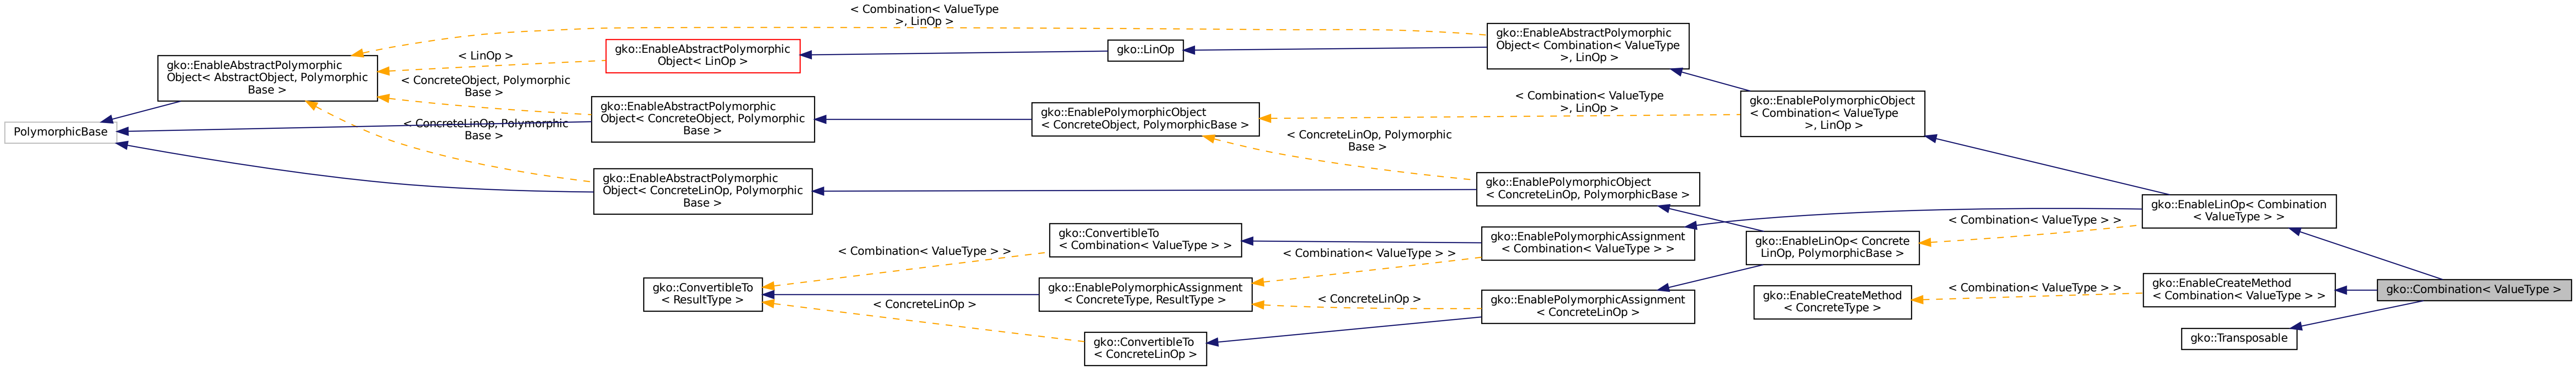 PolymorphicBase
gko::EnableAbstractPolymorphic
Object< AbstractObject, Polymorphic
Base >
< Combination< ValueType
>, LinOp >
< LinOp >
< ConcreteObject, Polymorphic
Base >
< ConcreteLinOp, Polymorphic
Base >
gko::EnableAbstractPolymorphic
Object< LinOp >
gko::EnableAbstractPolymorphic
Object< ConcreteObject, Polymorphic
Base >
gko::EnableAbstractPolymorphic
Object< ConcreteLinOp, Polymorphic
Base >
gko::ConvertibleTo
< ResultType >
< Combination< ValueType > >
< ConcreteLinOp >
gko::LinOp
gko::EnablePolymorphicObject
< ConcreteObject, PolymorphicBase >
gko::ConvertibleTo
< Combination< ValueType > >
gko::EnablePolymorphicAssignment
< ConcreteType, ResultType >
gko::ConvertibleTo
< ConcreteLinOp >
< Combination< ValueType
>, LinOp >
< ConcreteLinOp, Polymorphic
Base >
< Combination< ValueType > >
< ConcreteLinOp >
gko::EnableAbstractPolymorphic
Object< Combination< ValueType
>, LinOp >
gko::EnablePolymorphicObject
< ConcreteLinOp, PolymorphicBase >
gko::EnablePolymorphicAssignment
< Combination< ValueType > >
gko::EnablePolymorphicAssignment
< ConcreteLinOp >
gko::EnablePolymorphicObject
< Combination< ValueType
>, LinOp >
gko::EnableLinOp< Concrete
LinOp, PolymorphicBase >
gko::EnableCreateMethod
< ConcreteType >
< Combination< ValueType > >
< Combination< ValueType > >
gko::EnableLinOp< Combination
< ValueType > >
gko::EnableCreateMethod
< Combination< ValueType > >
gko::Transposable
gko::Combination< ValueType >